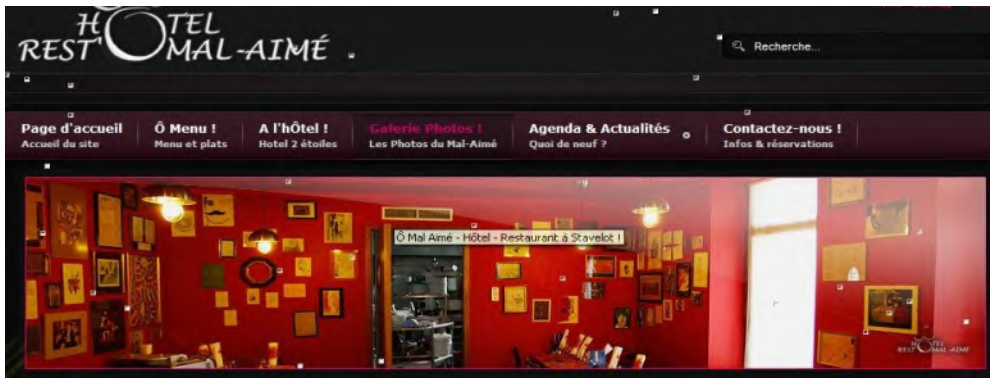 HÔTEL
REST'Ô MAL-AIMÉ
Recherche...
Page d'accueil
Accueil du site
Ô Menu !
Menu et plats
A l'hÔtel !
Hotel 2 étoiles
Galerie Photos !
Les Photos du Mal-Aimé
Agenda & Actualités
Quoi de neuf ?
Contactez-nous !
Infos & réservations
Ô Mal Aimé - Hôtel - Restaurant à Stavelot !
HÔTEL
REST'Ô MAL-AIMÉ